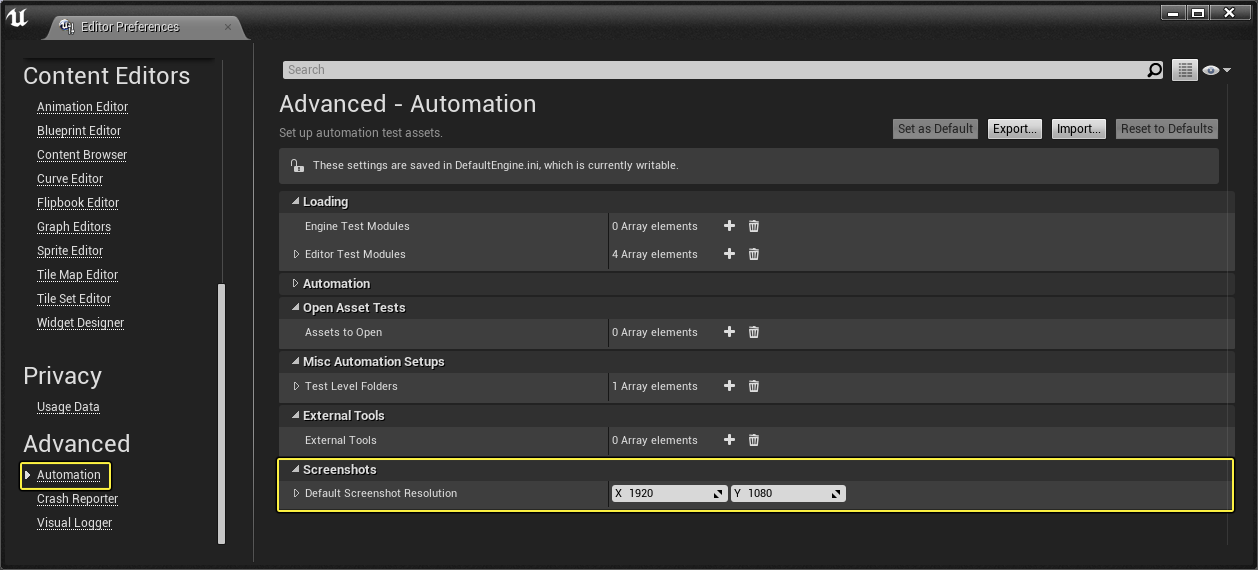 Editor Preferences
Content Editors
Animation Editor
Blueprint Editor
Content Browser
Curve Editor
Flipbook Editor
Graph Editors
Sprite Editor
Tile Map Editor
Tile Set Editor
Widget Designer
Privacy
Usage Data
Advanced
Automation
Crash Reporter
Visual Logger
Search
Advanced - Automation
Set up automation test assets.
Set as Default Export... Import... Reset to Defaults
These settings are saved in DefaultEngine.ini, which is currently writable.
Loading
Engine Test Modules 0 Array elements
Editor Test Modules 4 Array elements
Automation
Open Asset Tests
Assets to Open 0 Array elements
Misc Automation Setups
Test Level Folders 1 Array elements
External Tools
External Tools 0 Array elements
Screenshots
Default Screenshot Resolution X 1920 Y 1080